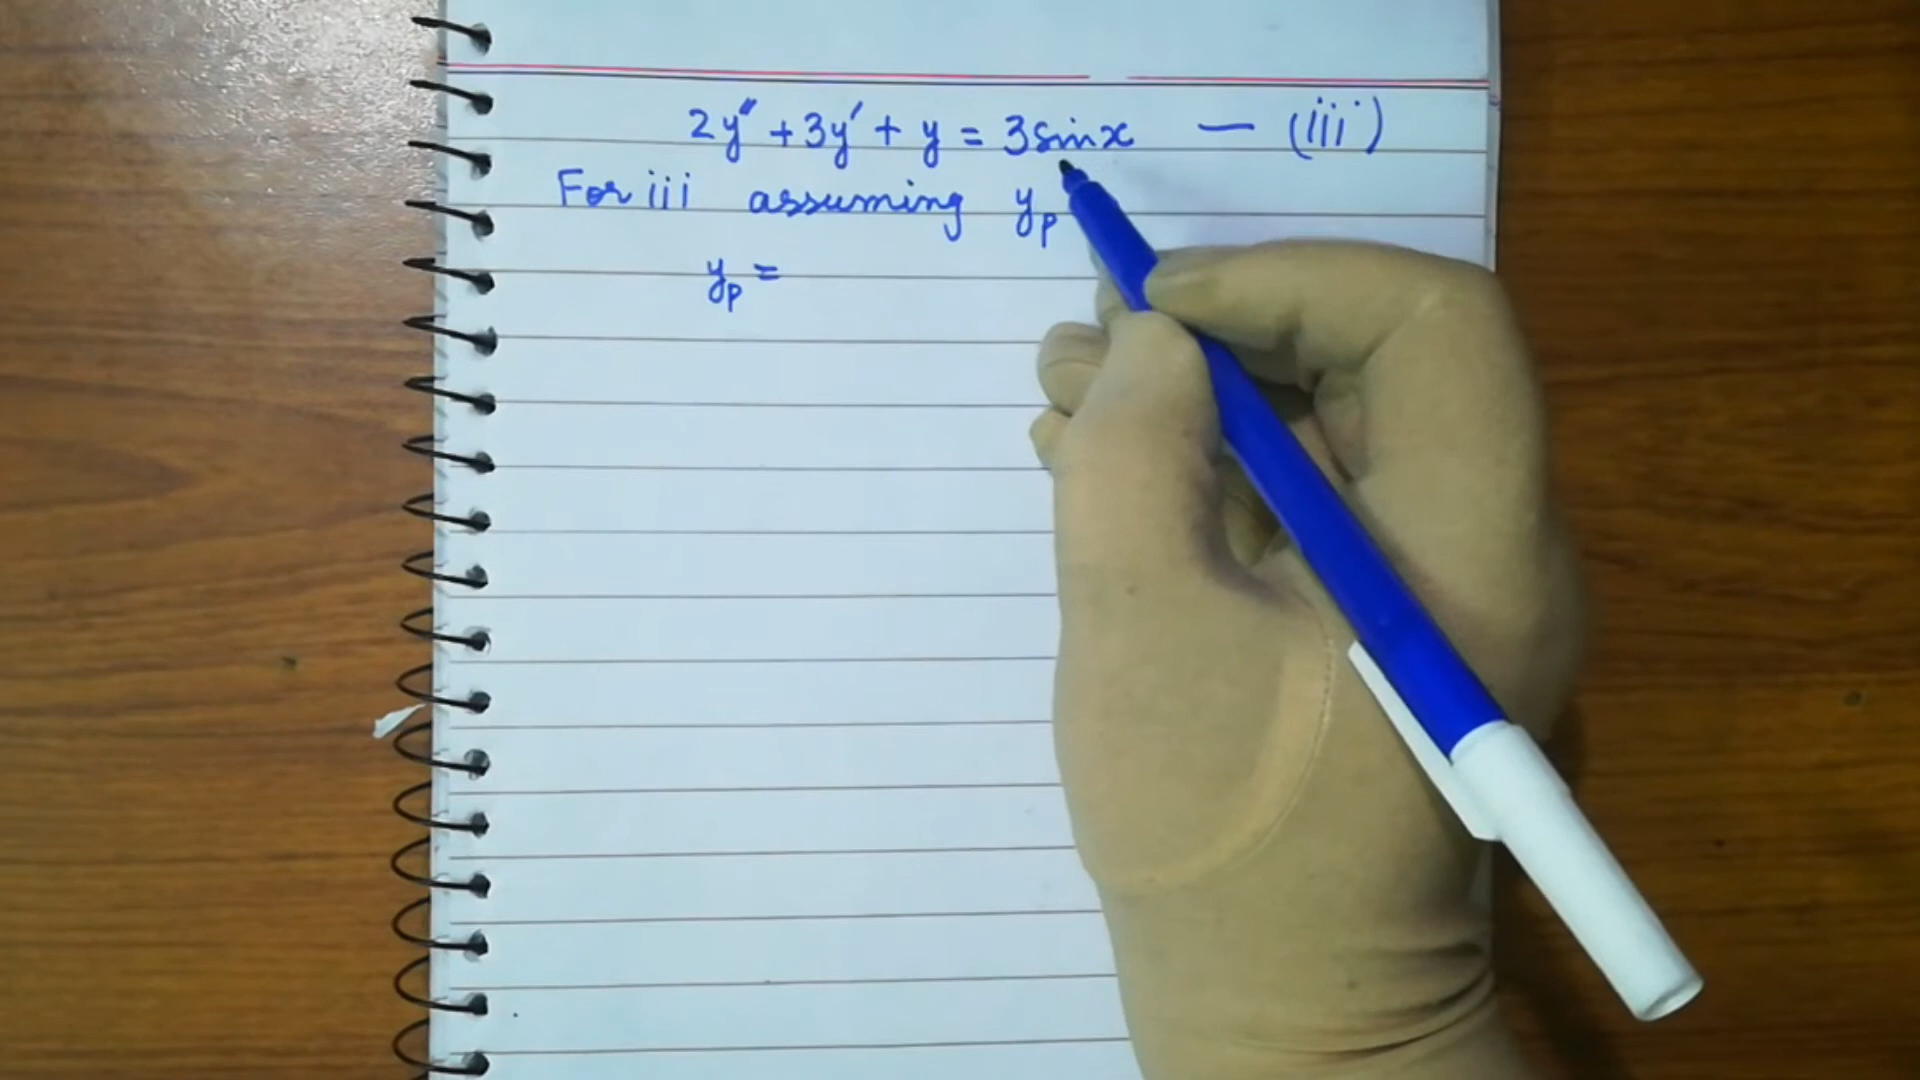 2y" + 3y' + y = 3sinx — (iii)
For iii assuming yp
yp =